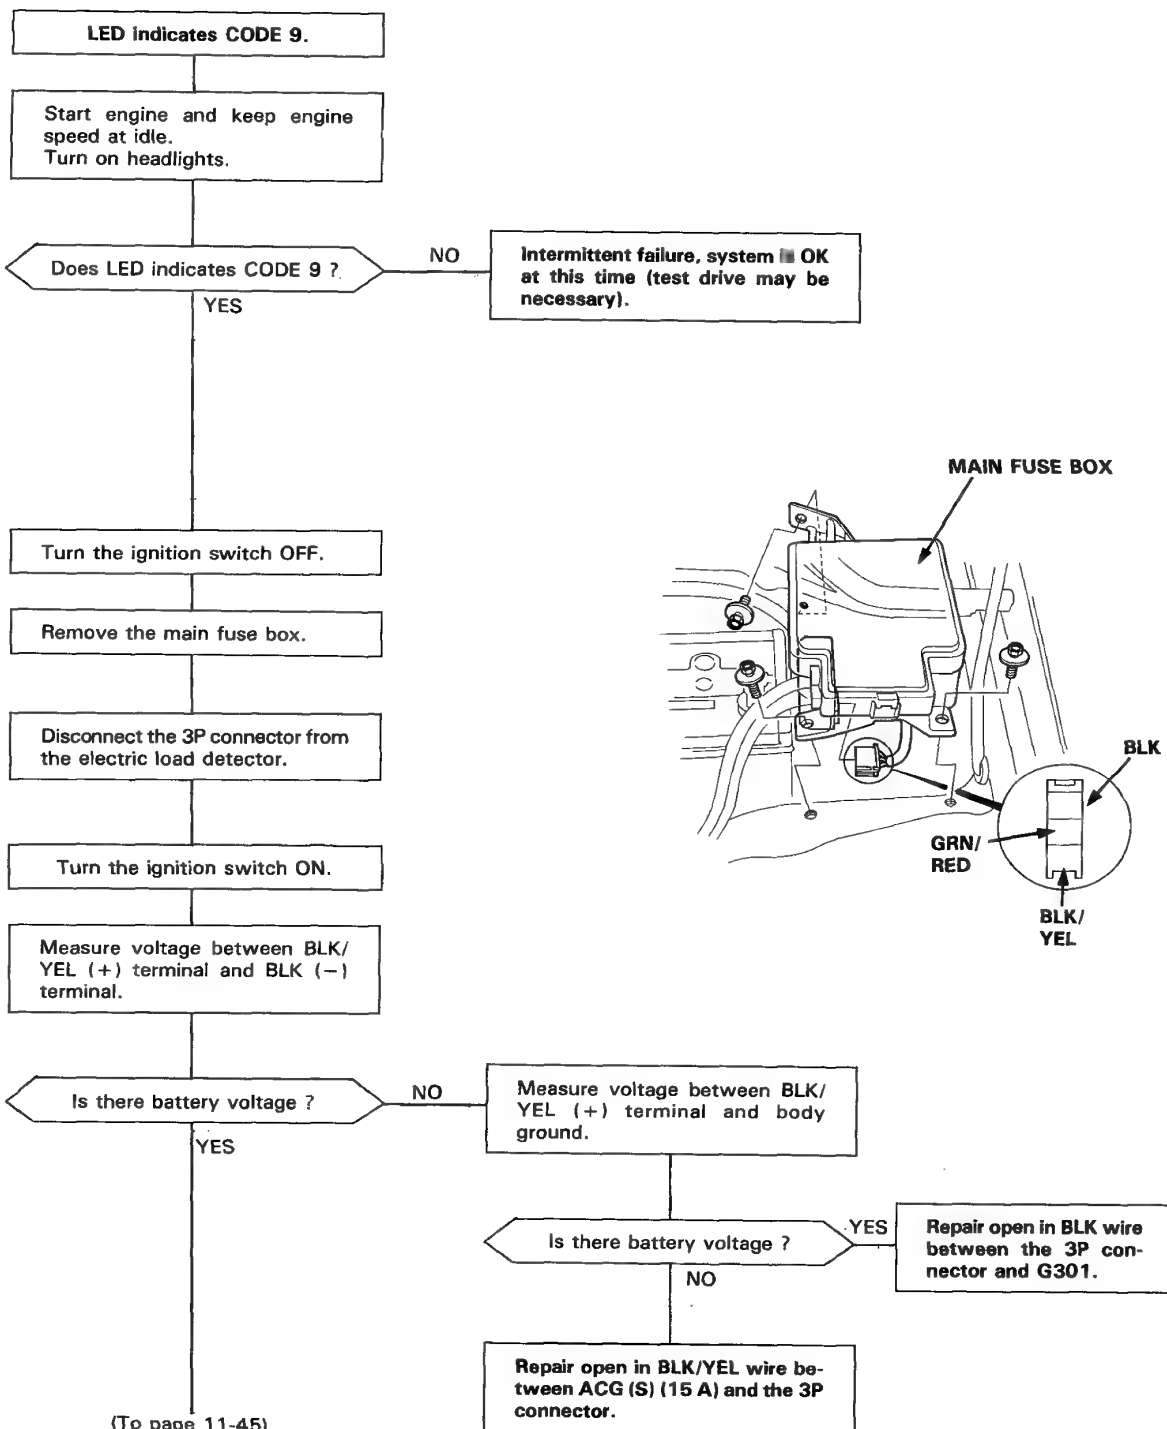 LED indicates CODE 9.
Start engine and keep engine
speed at idle.
Turn on headlights.
Does LED indicates CODE 9 ?
NO
YES
Intermittent failure, system is OK
at this time (test drive may be
necessary).
Turn the ignition switch OFF.
Remove the main fuse box.
Disconnect the 3P connector from
the electric load detector.
Turn the ignition switch ON.
Measure voltage between BLK/
YEL (+) terminal and BLK (−)
terminal.
MAIN FUSE BOX
BLK
GRN/
RED
BLK/
YEL
Is there battery voltage ?
NO
YES
Measure voltage between BLK/
YEL (+) terminal and body
ground.
Is there battery voltage ?
YES
NO
Repair open in BLK wire
between the 3P con-
nector and G301.
Repair open in BLK/YEL wire be-
tween ACG (S) (15 A) and the 3P
connector.
(To page 11-45)